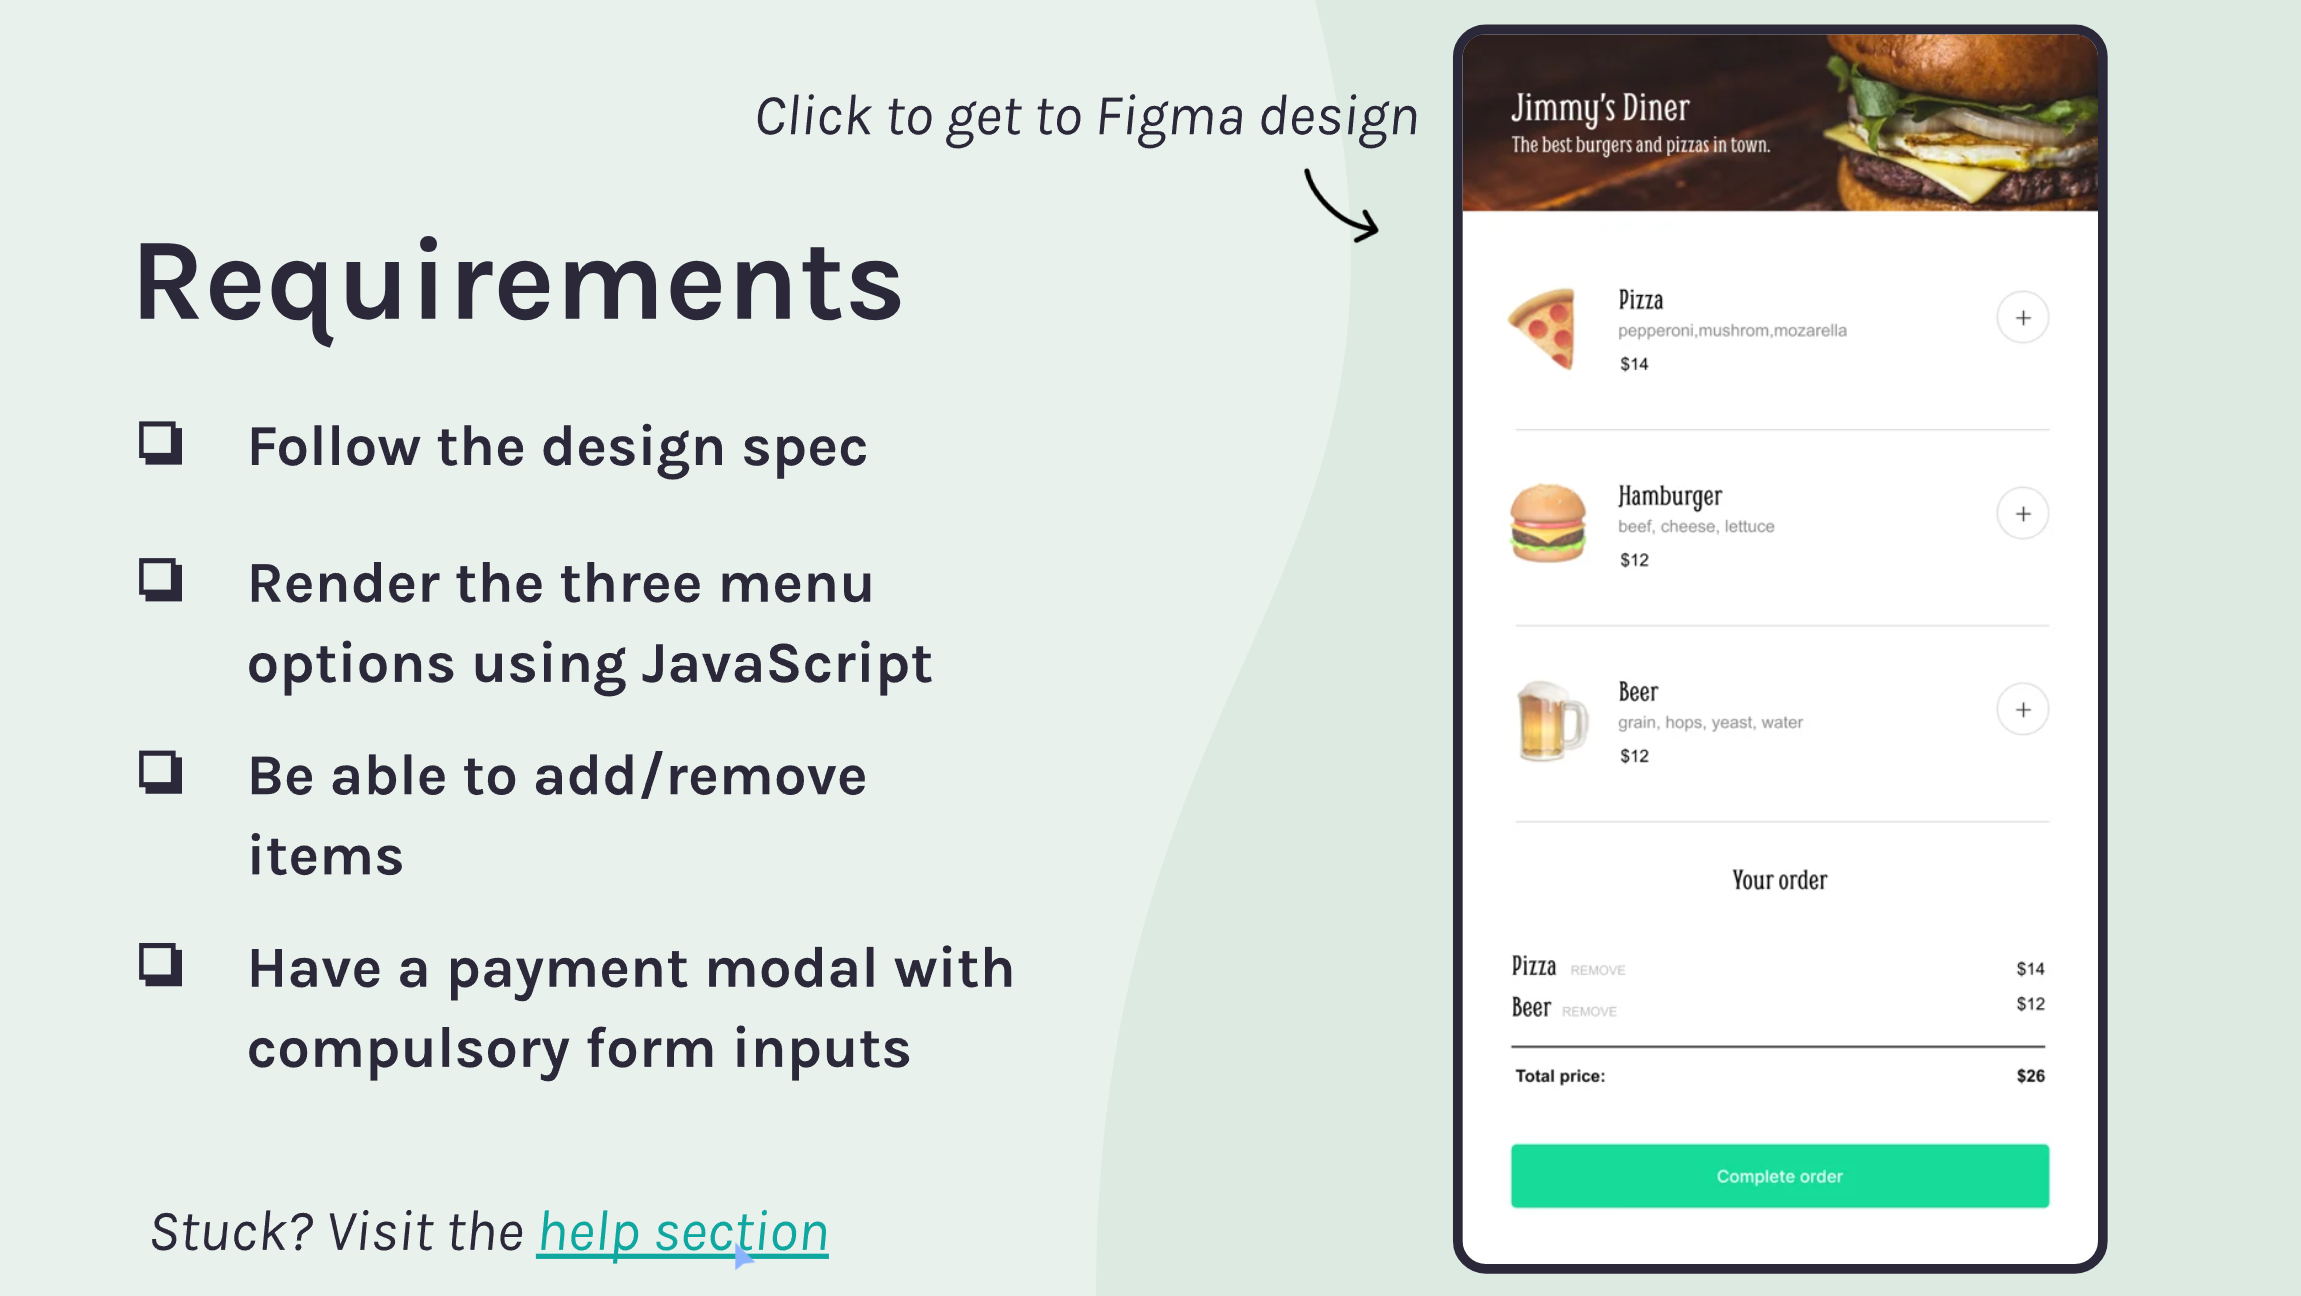 Click to get to Figma design
Requirements
Follow the design spec
Render the three menu
options using JavaScript
Be able to add/remove
items
Have a payment modal with
compulsory form inputs
Stuck? Visit the help section
Jimmy's Diner
The best burgers and pizzas in town.
Pizza
pepperoni,mushrom,mozarella
$14
+
Hamburger
beef, cheese, lettuce
$12
+
Beer
grain, hops, yeast, water
$12
+
Your order
Pizza REMOVE $14
Beer REMOVE $12
Total price: $26
Complete order